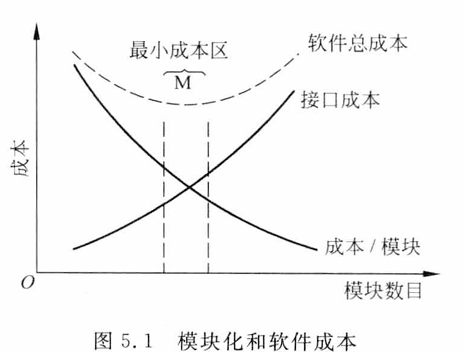 软件总成本
最小成本区
M
接口成本
成本
成本/模块
O
模块数目
图 5.1 模块化和软件成本